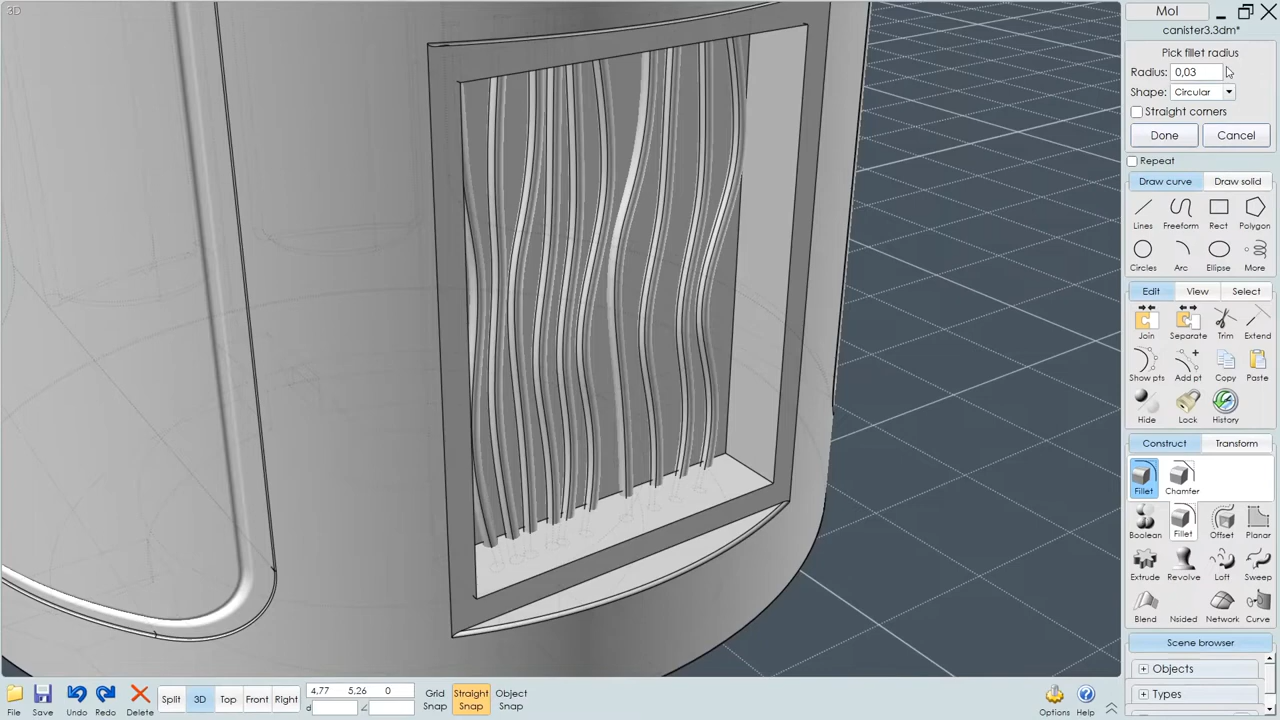 3D
MoI
canister3.3dm*
Pick fillet radius
Radius: 0,03
Shape: Circular
Straight corners
Done Cancel
Repeat
Draw curve Draw solid
Lines Freeform Rect Polygon
Circles Arc Ellipse More
Edit View Select
Join Separate Trim Extend
Show pts Add pt Copy Paste
Hide Lock History
Construct Transform
Fillet Chamfer
Boolean Fillet Offset Planar
Extrude Revolve Loft Sweep
Blend Nsided Network Curve
Scene browser
Objects
Types
File Save Undo Redo Delete Split 3D Top Front Right
4,77 5,26 0
d
Grid Snap Straight Snap Object Snap
Options Help